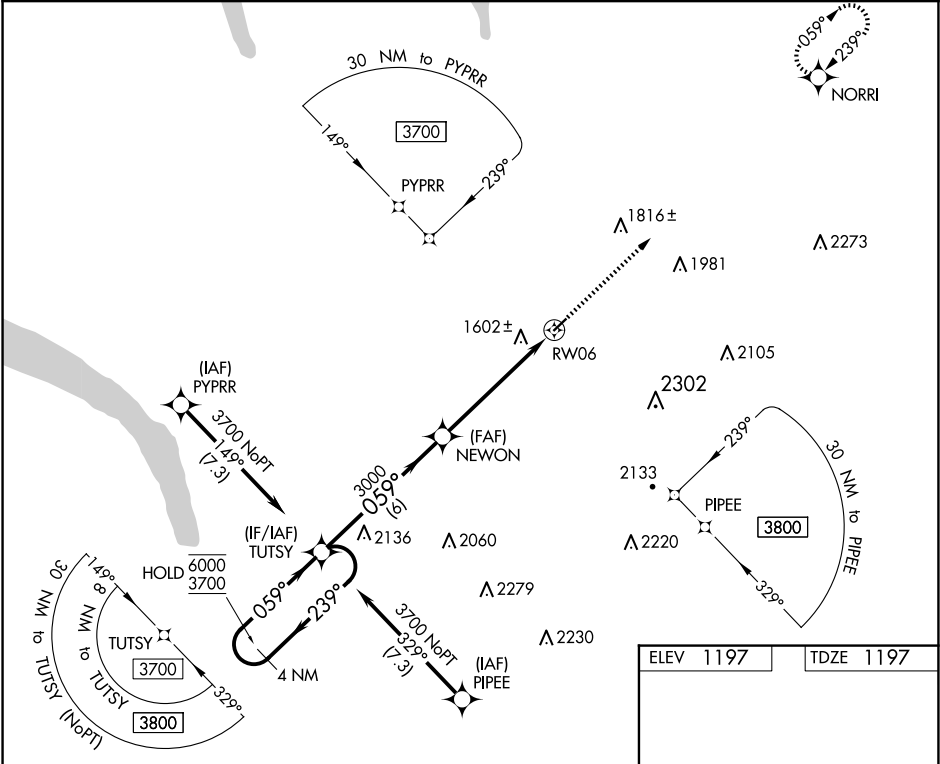 059°
239°
NORRI
30 NM to PYPRR
3700
149°
239°
PYPRR
1816±
2273
1981
1602±
RW06
2105
2302
(IAF)
PYPRR
3700 NoPT
149°
(7.3)
(FAF)
NEWON
3000
059°
(6)
239°
30 NM to PIPEE
2133
PIPEE
3800
329°
(IF/IAF)
TUTSY
2136
2060
2220
HOLD 6000
3700
059°
239°
4 NM
2279
2230
3700 NoPT
329°
(7.3)
(IAF)
PIPEE
149°
8 NM to TUTSY
30 NM to TUTSY (NoPT)
TUTSY
3700
329°
3800
ELEV 1197
TDZE 1197